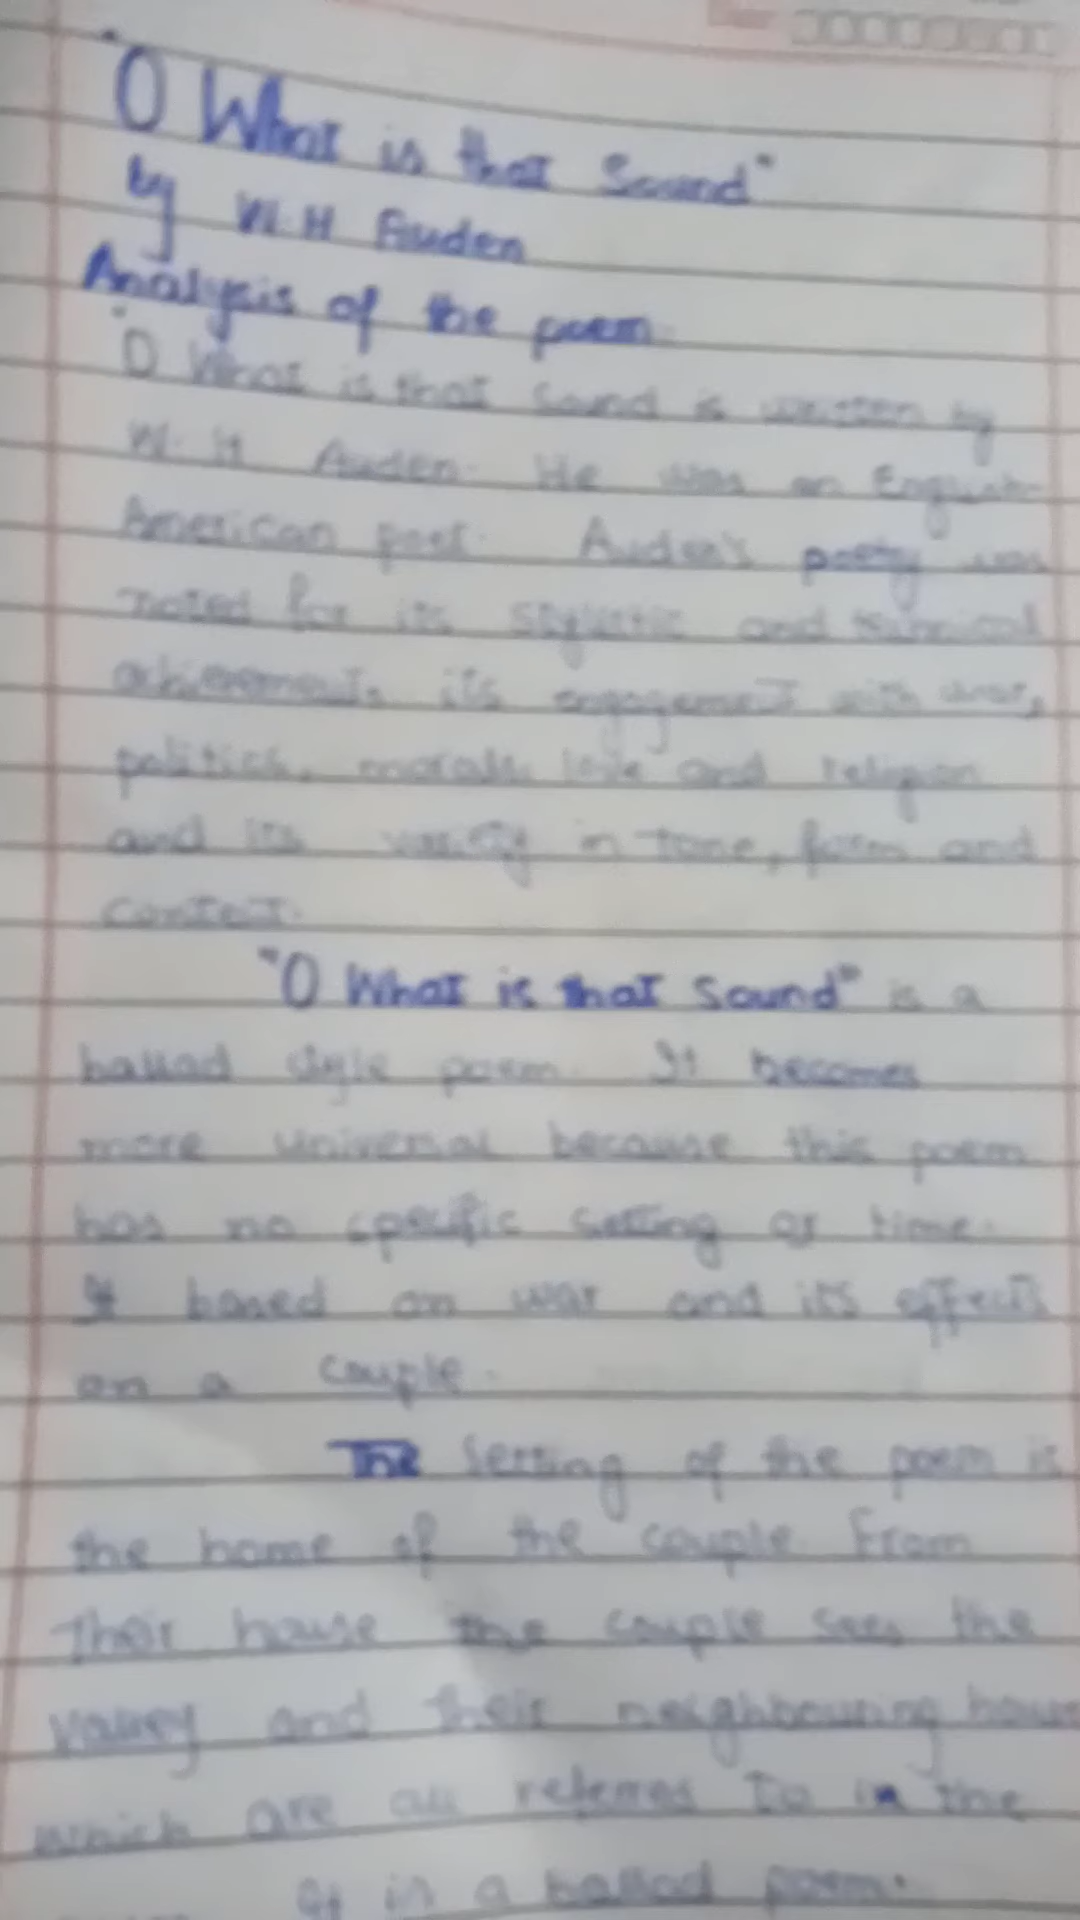 "O What is that Sound"
by W.H Auden
Analysis of the poem
"O What is that Sound is written by
W. H Auden. He was an English-
American poet. Auden's poetry was
noted for its stylistic and technical
achievement, its engagement with war,
politics, morals, love and religion
and its variety in tone, form and
content.
"O What is that Sound" is a
ballad style poem. It becomes
more universal because this poem
has no specific setting or time.
It based on war and its effects
on a couple.
The setting of the poem is
the home of the couple. From
Their house the couple sees the
valley and their neighbouring
which are all referred to in the
It is a ballad poem.